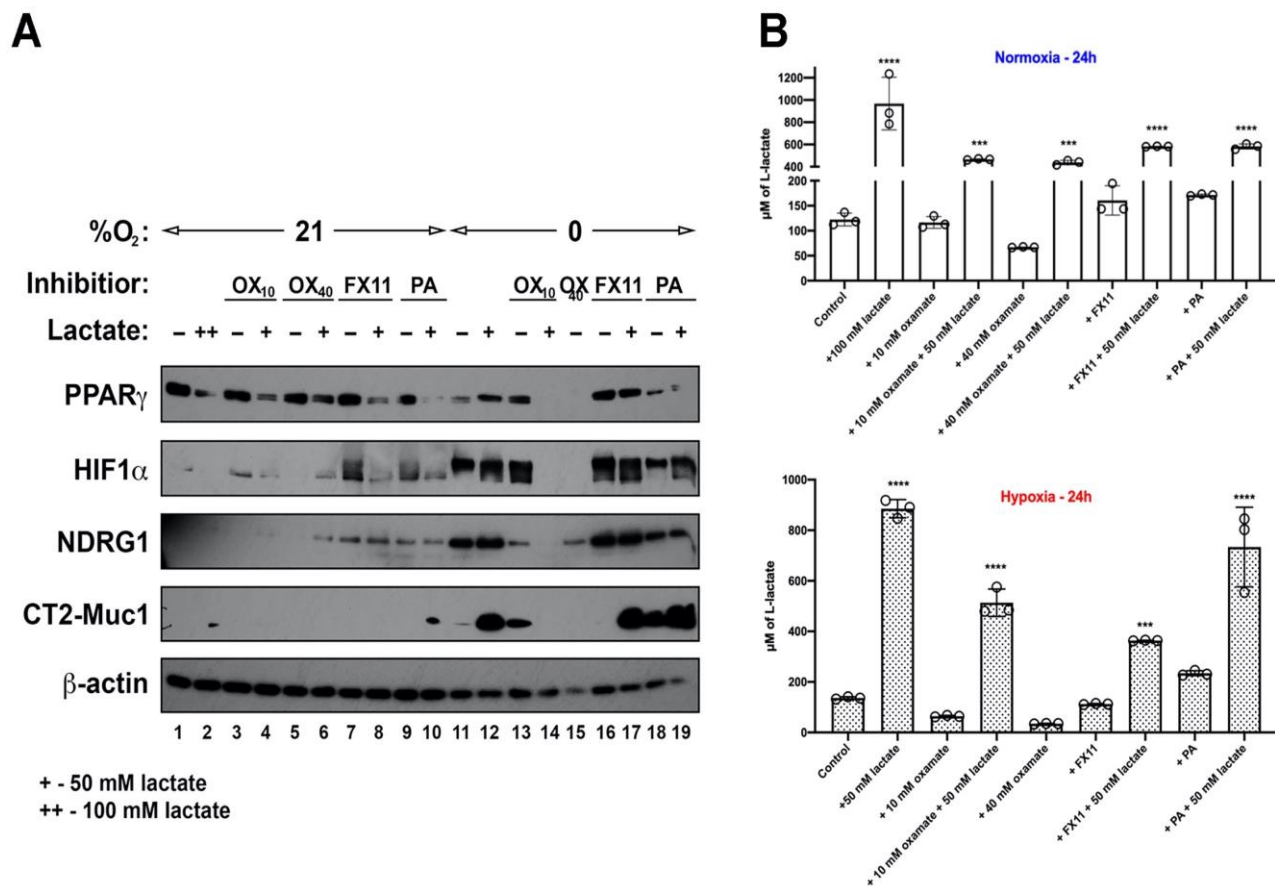 A
%O2: 21 0
Inhibitior: OX10 OX40 FX11 PA OX10 OX40 FX11 PA
Lactate: – ++ – + – + – + – + – + – + – – + – +
PPARγ
HIF1α
NDRG1
CT2-Muc1
β-actin
1 2 3 4 5 6 7 8 9 10 11 12 13 14 15 16 17 18 19
+ - 50 mM lactate
++ - 100 mM lactate
B
Normoxia - 24h
µM of L-lactate
1200
1000
800
600
400
200
150
100
50
0
**** *** *** **** ****
Control
+100 mM lactate
+ 10 mM oxamate
+ 10 mM oxamate + 50 mM lactate
+ 40 mM oxamate
+ 40 mM oxamate + 50 mM lactate
+ FX11
+ FX11 + 50 mM lactate
+ PA
+ PA + 50 mM lactate
Hypoxia - 24h
µM of L-lactate
1000
800
600
400
200
0
**** **** *** ****
Control
+50 mM lactate
+ 10 mM oxamate
+ 10 mM oxamate + 50 mM lactate
+ 40 mM oxamate
+ FX11
+ FX11 + 50 mM lactate
+ PA
+ PA + 50 mM lactate